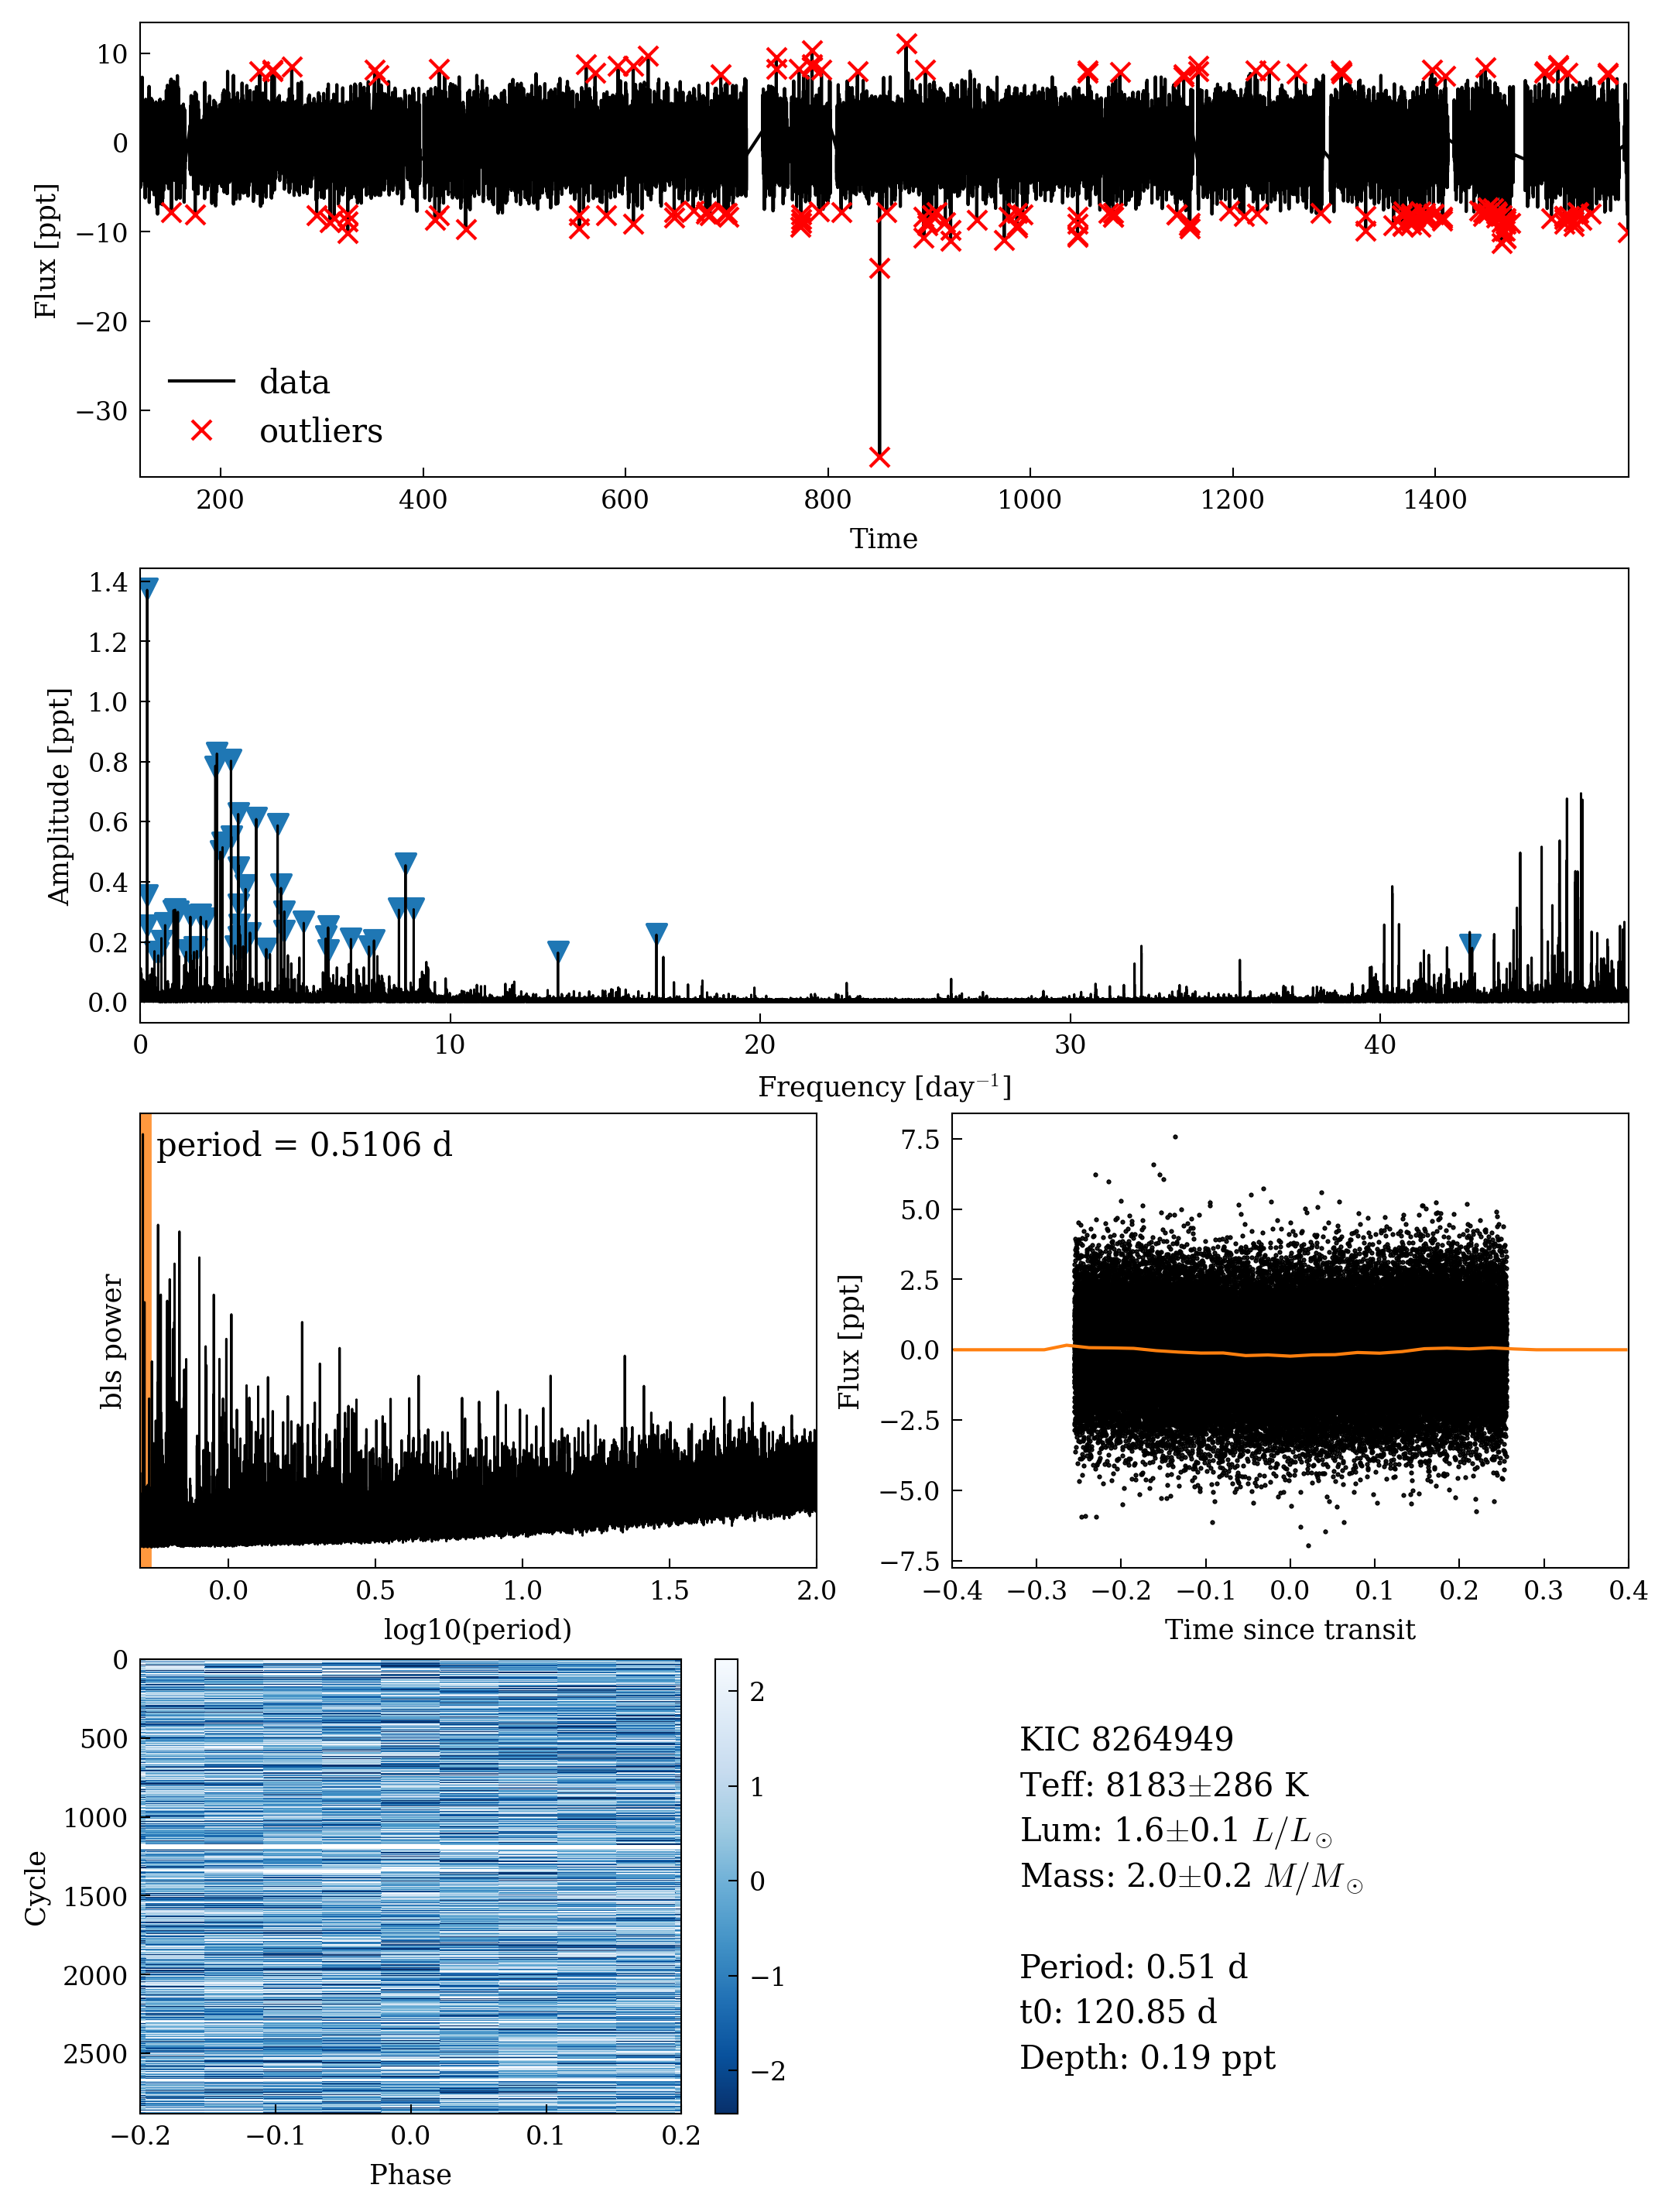 10
0
−10
−20
−30
Flux [ppt]
data
outliers
200 400 600 800 1000 1200 1400
Time
1.4
1.2
1.0
0.8
0.6
0.4
0.2
0.0
Amplitude [ppt]
0 10 20 30 40
Frequency [day⁻¹]
period = 0.5106 d
bls power
0.0 0.5 1.0 1.5 2.0
log10(period)
7.5
5.0
2.5
0.0
−2.5
−5.0
−7.5
Flux [ppt]
−0.4 −0.3 −0.2 −0.1 0.0 0.1 0.2 0.3 0.4
Time since transit
0
500
1000
1500
2000
2500
Cycle
−0.2 −0.1 0.0 0.1 0.2
Phase
2
1
0
−1
−2
KIC 8264949
Teff: 8183±286 K
Lum: 1.6±0.1 L/L☉
Mass: 2.0±0.2 M/M☉
Period: 0.51 d
t0: 120.85 d
Depth: 0.19 ppt